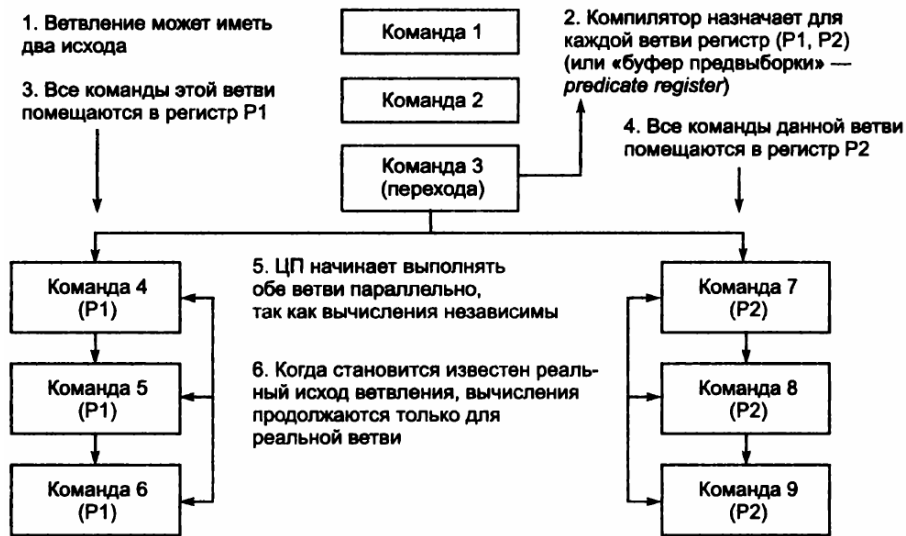 1. Ветвление может иметь
два исхода
3. Все команды этой ветви
помещаются в регистр P1
Команда 1
Команда 2
Команда 3
(перехода)
2. Компилятор назначает для
каждой ветви регистр (P1, P2)
(или «буфер предвыборки» —
predicate register)
4. Все команды данной ветви
помещаются в регистр P2
Команда 4
(P1)
Команда 5
(P1)
Команда 6
(P1)
5. ЦП начинает выполнять
обе ветви параллельно,
так как вычисления независимы
6. Когда становится известен реаль-
ный исход ветвления, вычисления
продолжаются только для
реальной ветви
Команда 7
(P2)
Команда 8
(P2)
Команда 9
(P2)